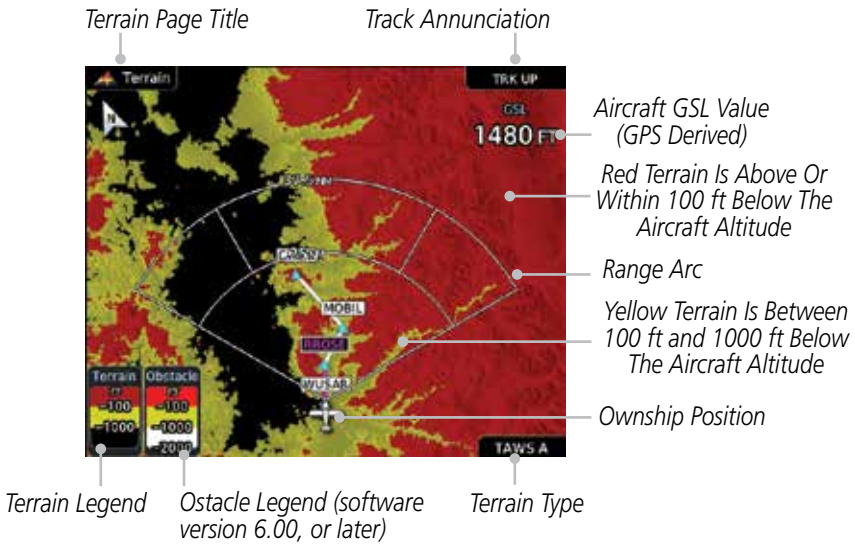 Terrain Page Title
Track Annunciation
Terrain
TRK UP
N
GSL
1480 FT
Aircraft GSL Value
(GPS Derived)
Red Terrain Is Above Or
Within 100 ft Below The
Aircraft Altitude
Range Arc
MOBIL
BROSE
WUSAB
Yellow Terrain Is Between
100 ft and 1000 ft Below
The Aircraft Altitude
Terrain
FT
-100
-1000
Obstacle
FT
-100
-1000
-2000
Ownship Position
TAWS A
Terrain Legend
Ostacle Legend (software
version 6.00, or later)
Terrain Type